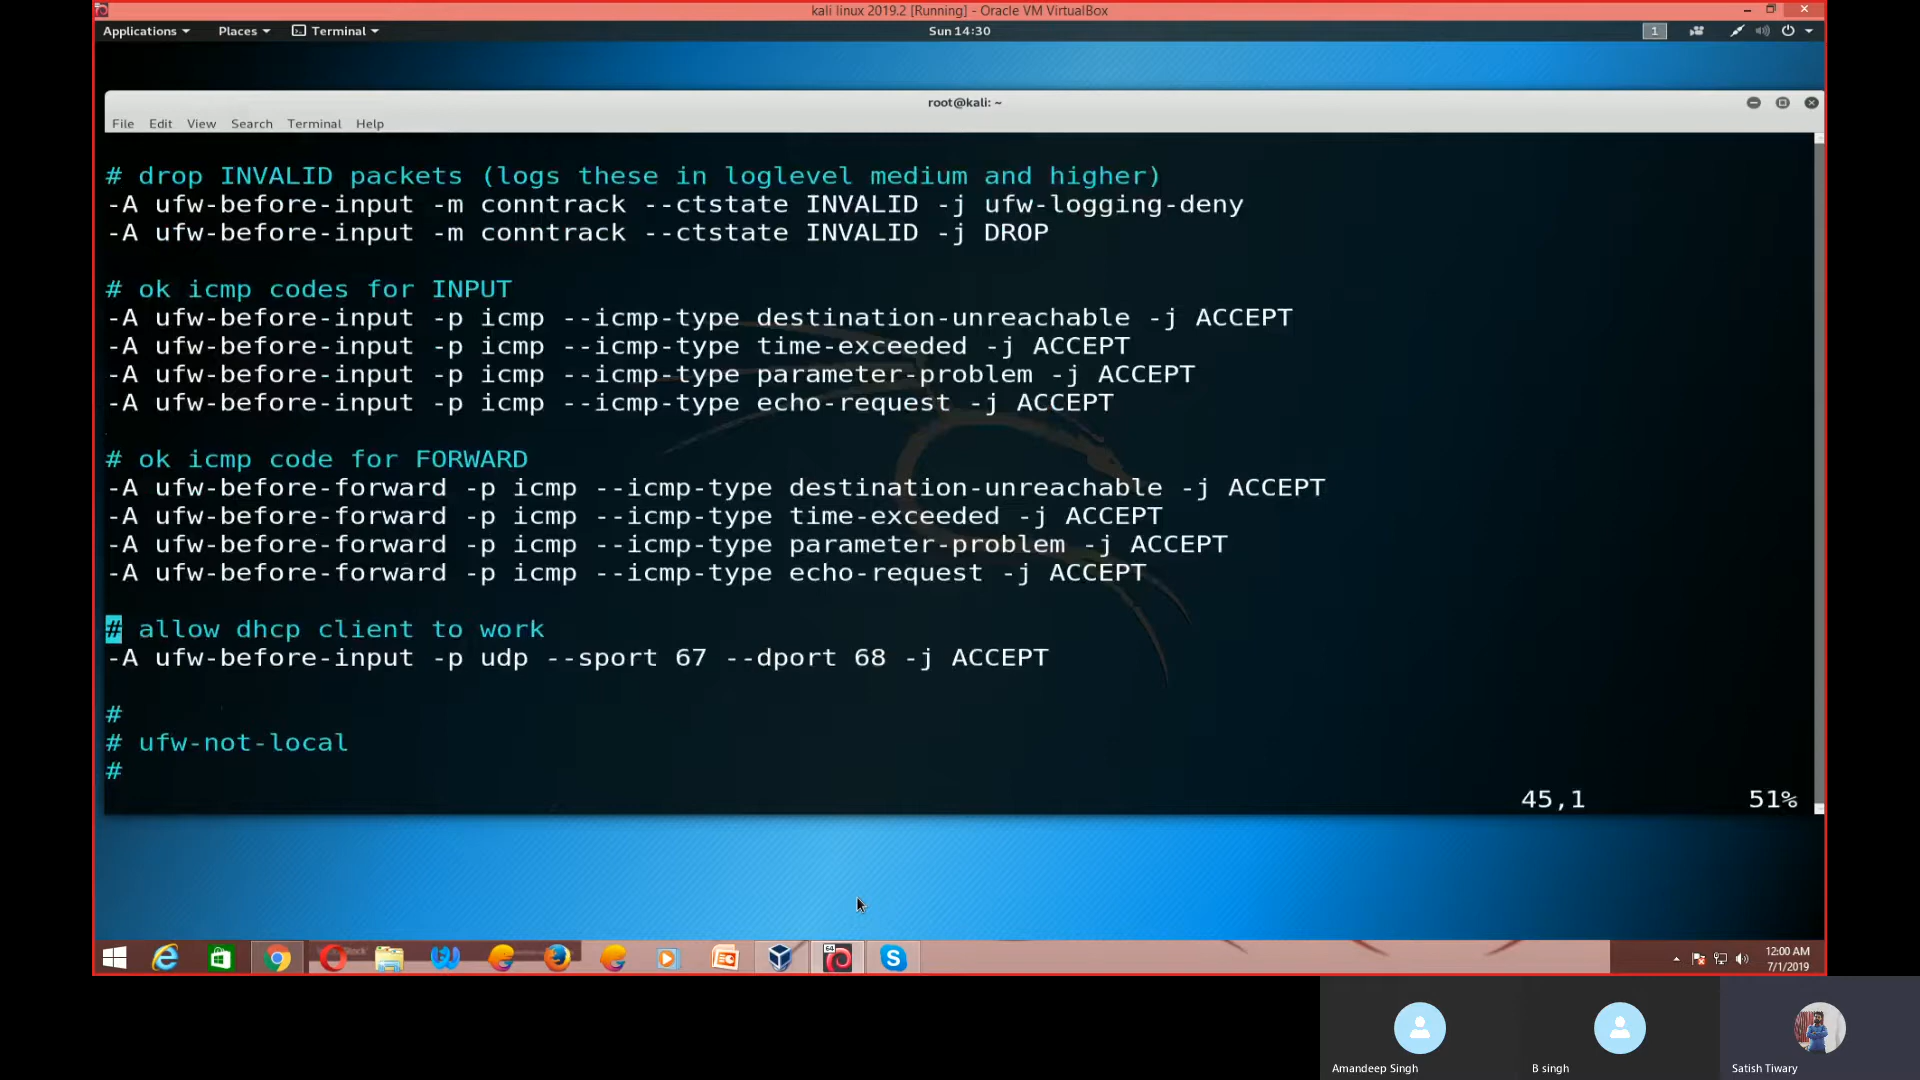 kali linux 2019.2 [Running] - Oracle VM VirtualBox
Applications Places Terminal Sun 14:30 1
root@kali: ~
File Edit View Search Terminal Help
# drop INVALID packets (logs these in loglevel medium and higher)
-A ufw-before-input -m conntrack --ctstate INVALID -j ufw-logging-deny
-A ufw-before-input -m conntrack --ctstate INVALID -j DROP
# ok icmp codes for INPUT
-A ufw-before-input -p icmp --icmp-type destination-unreachable -j ACCEPT
-A ufw-before-input -p icmp --icmp-type time-exceeded -j ACCEPT
-A ufw-before-input -p icmp --icmp-type parameter-problem -j ACCEPT
-A ufw-before-input -p icmp --icmp-type echo-request -j ACCEPT
# ok icmp code for FORWARD
-A ufw-before-forward -p icmp --icmp-type destination-unreachable -j ACCEPT
-A ufw-before-forward -p icmp --icmp-type time-exceeded -j ACCEPT
-A ufw-before-forward -p icmp --icmp-type parameter-problem -j ACCEPT
-A ufw-before-forward -p icmp --icmp-type echo-request -j ACCEPT
# allow dhcp client to work
-A ufw-before-input -p udp --sport 67 --dport 68 -j ACCEPT
#
# ufw-not-local
#
45,1 51%
64
12:00 AM
7/1/2019
Amandeep Singh
B singh
Satish Tiwary